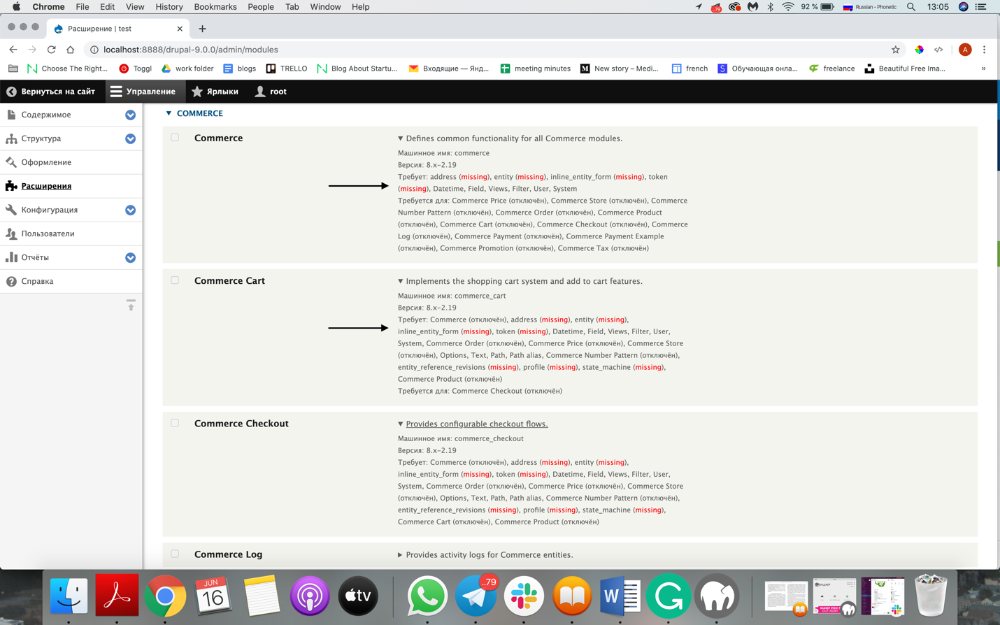 Chrome File Edit View History Bookmarks People Tab Window Help
79 92 % Russian - Phonetic 13:05
Расширение | test
localhost:8888/drupal-9.0.0/admin/modules
A
Choose The Right... Toggl work folder blogs TRELLO Blog About Startu... Входящие — Янд... meeting minutes New story – Medi... french Обучающая онла... freelance Beautiful Free Ima... »
Вернуться на сайт Управление Ярлыки root
Содержимое
Структура
Оформление
Расширения
Конфигурация
Пользователи
Отчёты
Справка
COMMERCE
Commerce
Defines common functionality for all Commerce modules.
Машинное имя: commerce
Версия: 8.x-2.19
Требует: address (missing), entity (missing), inline_entity_form (missing), token
(missing), Datetime, Field, Views, Filter, User, System
Требуется для: Commerce Price (отключён), Commerce Store (отключён), Commerce
Number Pattern (отключён), Commerce Order (отключён), Commerce Product
(отключён), Commerce Cart (отключён), Commerce Checkout (отключён), Commerce
Log (отключён), Commerce Payment (отключён), Commerce Payment Example
(отключён), Commerce Promotion (отключён), Commerce Tax (отключён)
Commerce Cart
Implements the shopping cart system and add to cart features.
Машинное имя: commerce_cart
Версия: 8.x-2.19
Требует: Commerce (отключён), address (missing), entity (missing),
inline_entity_form (missing), token (missing), Datetime, Field, Views, Filter, User,
System, Commerce Order (отключён), Commerce Price (отключён), Commerce Store
(отключён), Options, Text, Path, Path alias, Commerce Number Pattern (отключён),
entity_reference_revisions (missing), profile (missing), state_machine (missing),
Commerce Product (отключён)
Требуется для: Commerce Checkout (отключён)
Commerce Checkout
Provides configurable checkout flows.
Машинное имя: commerce_checkout
Версия: 8.x-2.19
Требует: Commerce (отключён), address (missing), entity (missing),
inline_entity_form (missing), token (missing), Datetime, Field, Views, Filter, User,
System, Commerce Order (отключён), Commerce Price (отключён), Commerce Store
(отключён), Options, Text, Path, Path alias, Commerce Number Pattern (отключён),
entity_reference_revisions (missing), profile (missing), state_machine (missing),
Commerce Cart (отключён), Commerce Product (отключён)
Commerce Log
Provides activity logs for Commerce entities.
JUN
16
tv
..79
W
MAMP